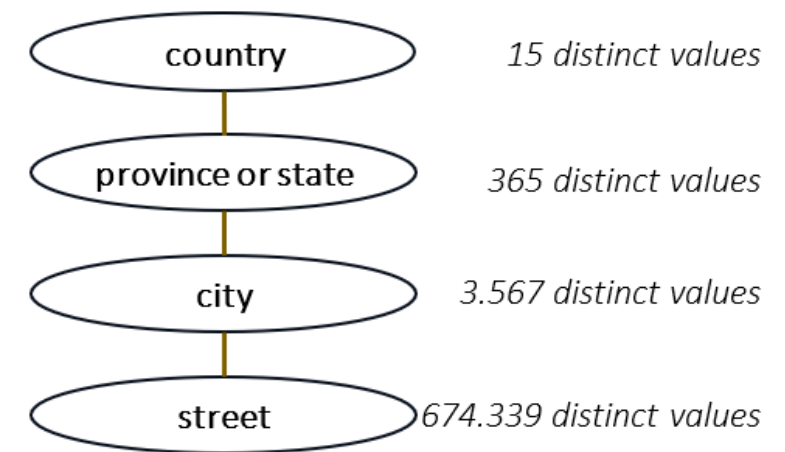 country 15 distinct values
province or state 365 distinct values
city 3.567 distinct values
street 674.339 distinct values